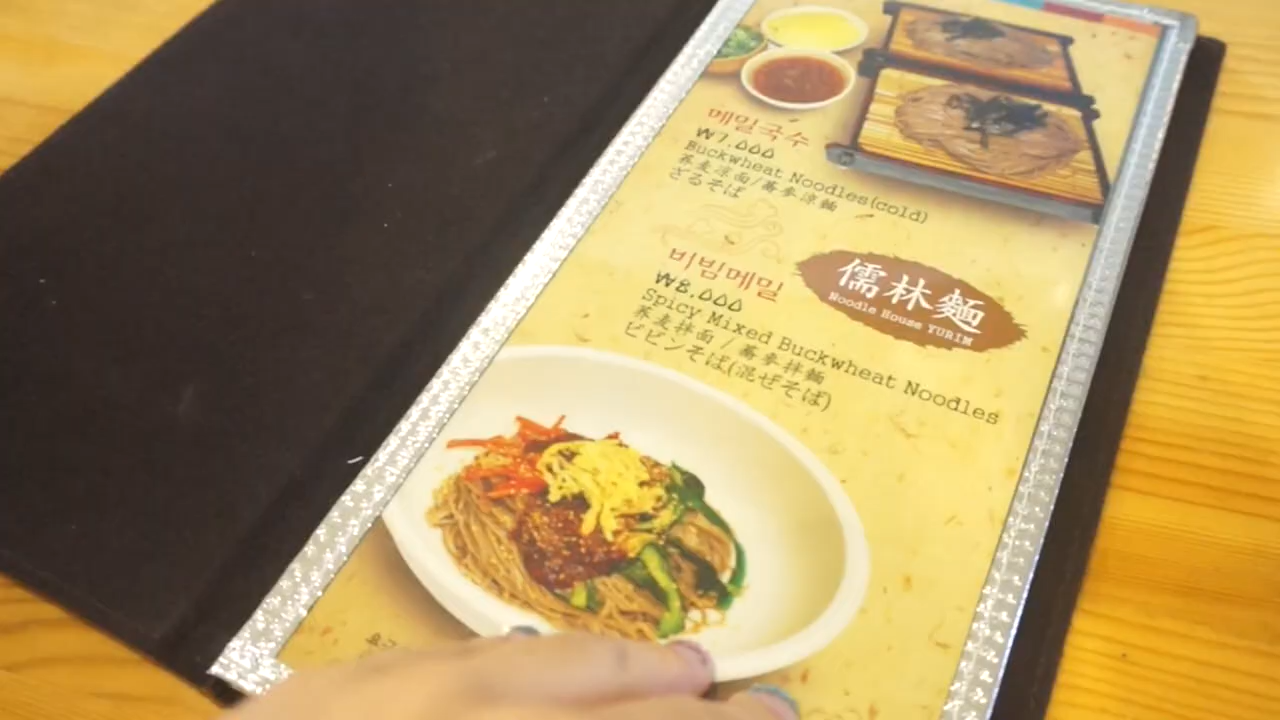 메밀국수
₩7,000
Buckwheat Noodles(cold)
荞麦凉面/蕎麥涼麵
ざるそば
비빔메밀
₩8,000
Spicy Mixed Buckwheat Noodles
荞麦拌面 / 蕎麥拌麵
ビビンそば(混ぜそば)
儒林麵
Noodle House YURIM